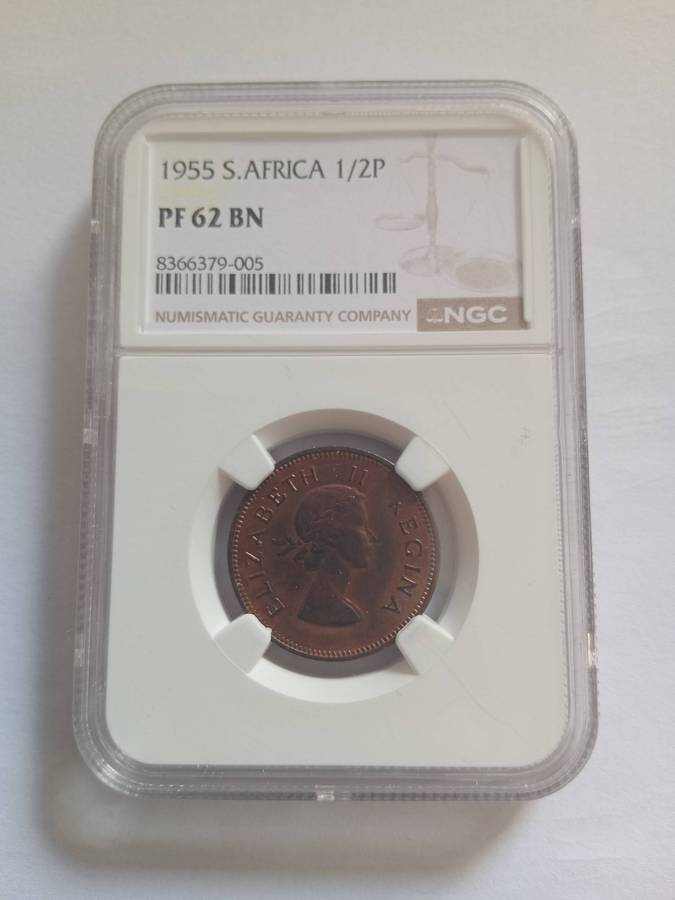 1955 S.AFRICA 1/2P
PF 62 BN
8366379-005
NUMISMATIC GUARANTY COMPANY NGC
ELIZABETH II REGINA